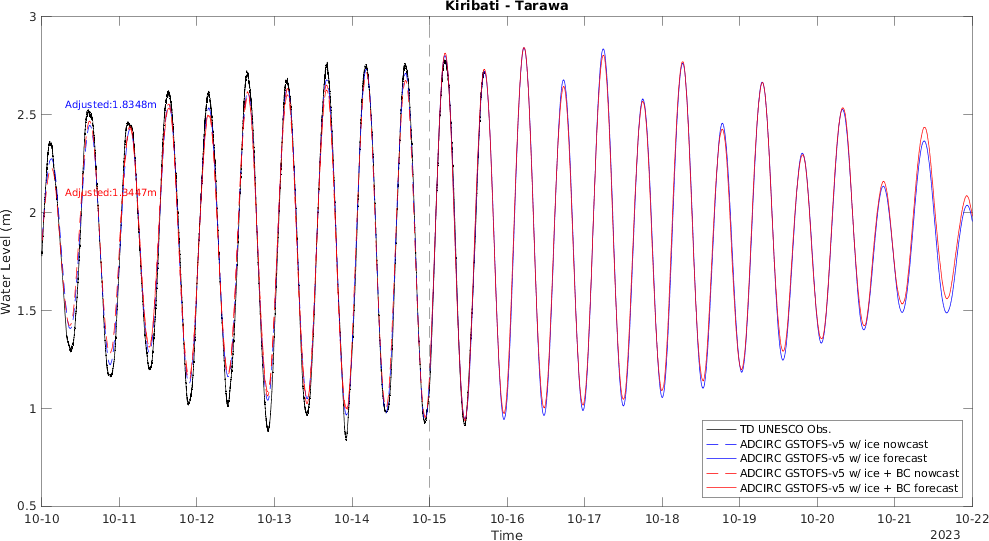 Kiribati - Tarawa
3
2.5
2
1.5
1
0.5
Water Level (m)
Adjusted:1.8348m
Adjusted:1.8447m
TD UNESCO Obs.
ADCIRC GSTOFS-v5 w/ ice nowcast
ADCIRC GSTOFS-v5 w/ ice forecast
ADCIRC GSTOFS-v5 w/ ice + BC nowcast
ADCIRC GSTOFS-v5 w/ ice + BC forecast
10-10 10-11 10-12 10-13 10-14 10-15 10-16 10-17 10-18 10-19 10-20 10-21 10-22
Time
2023